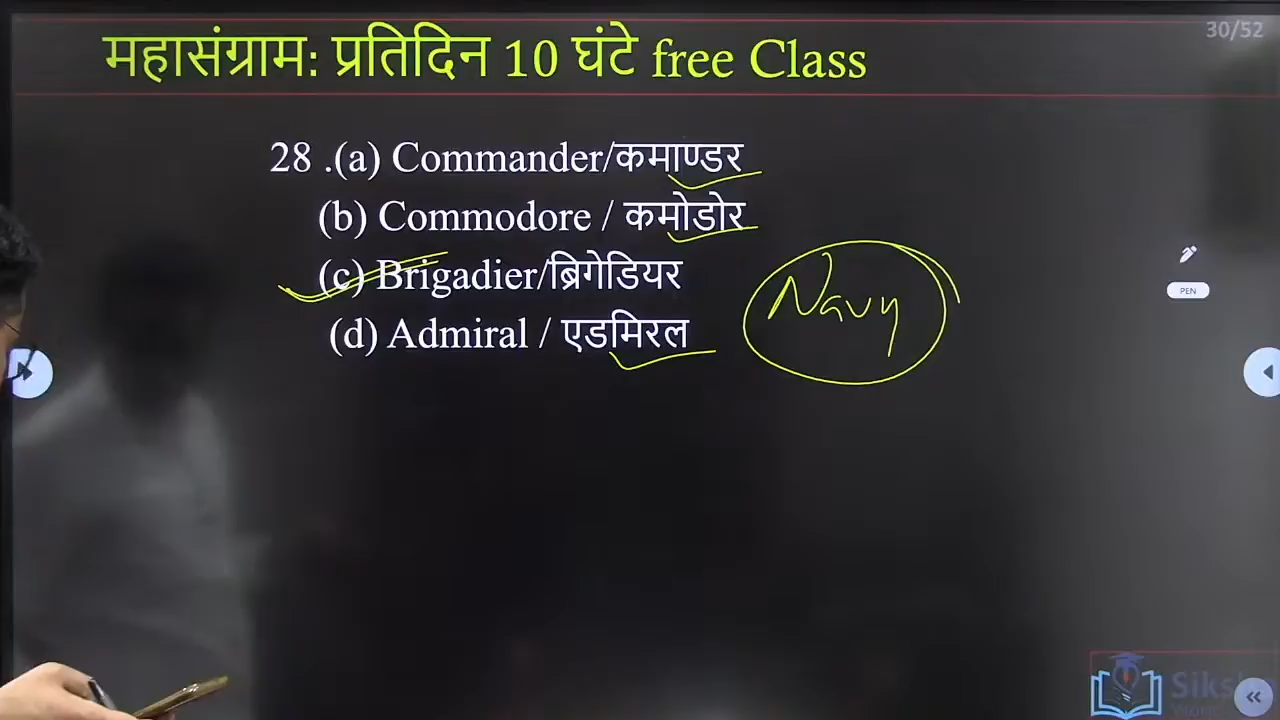 30/52
महासंग्राम: प्रतिदिन 10 घंटे free Class
28 .(a) Commander/कमाण्डर
(b) Commodore / कमोडोर
(c) Brigadier/ब्रिगेडियर
(d) Admiral / एडमिरल
Navy
PEN